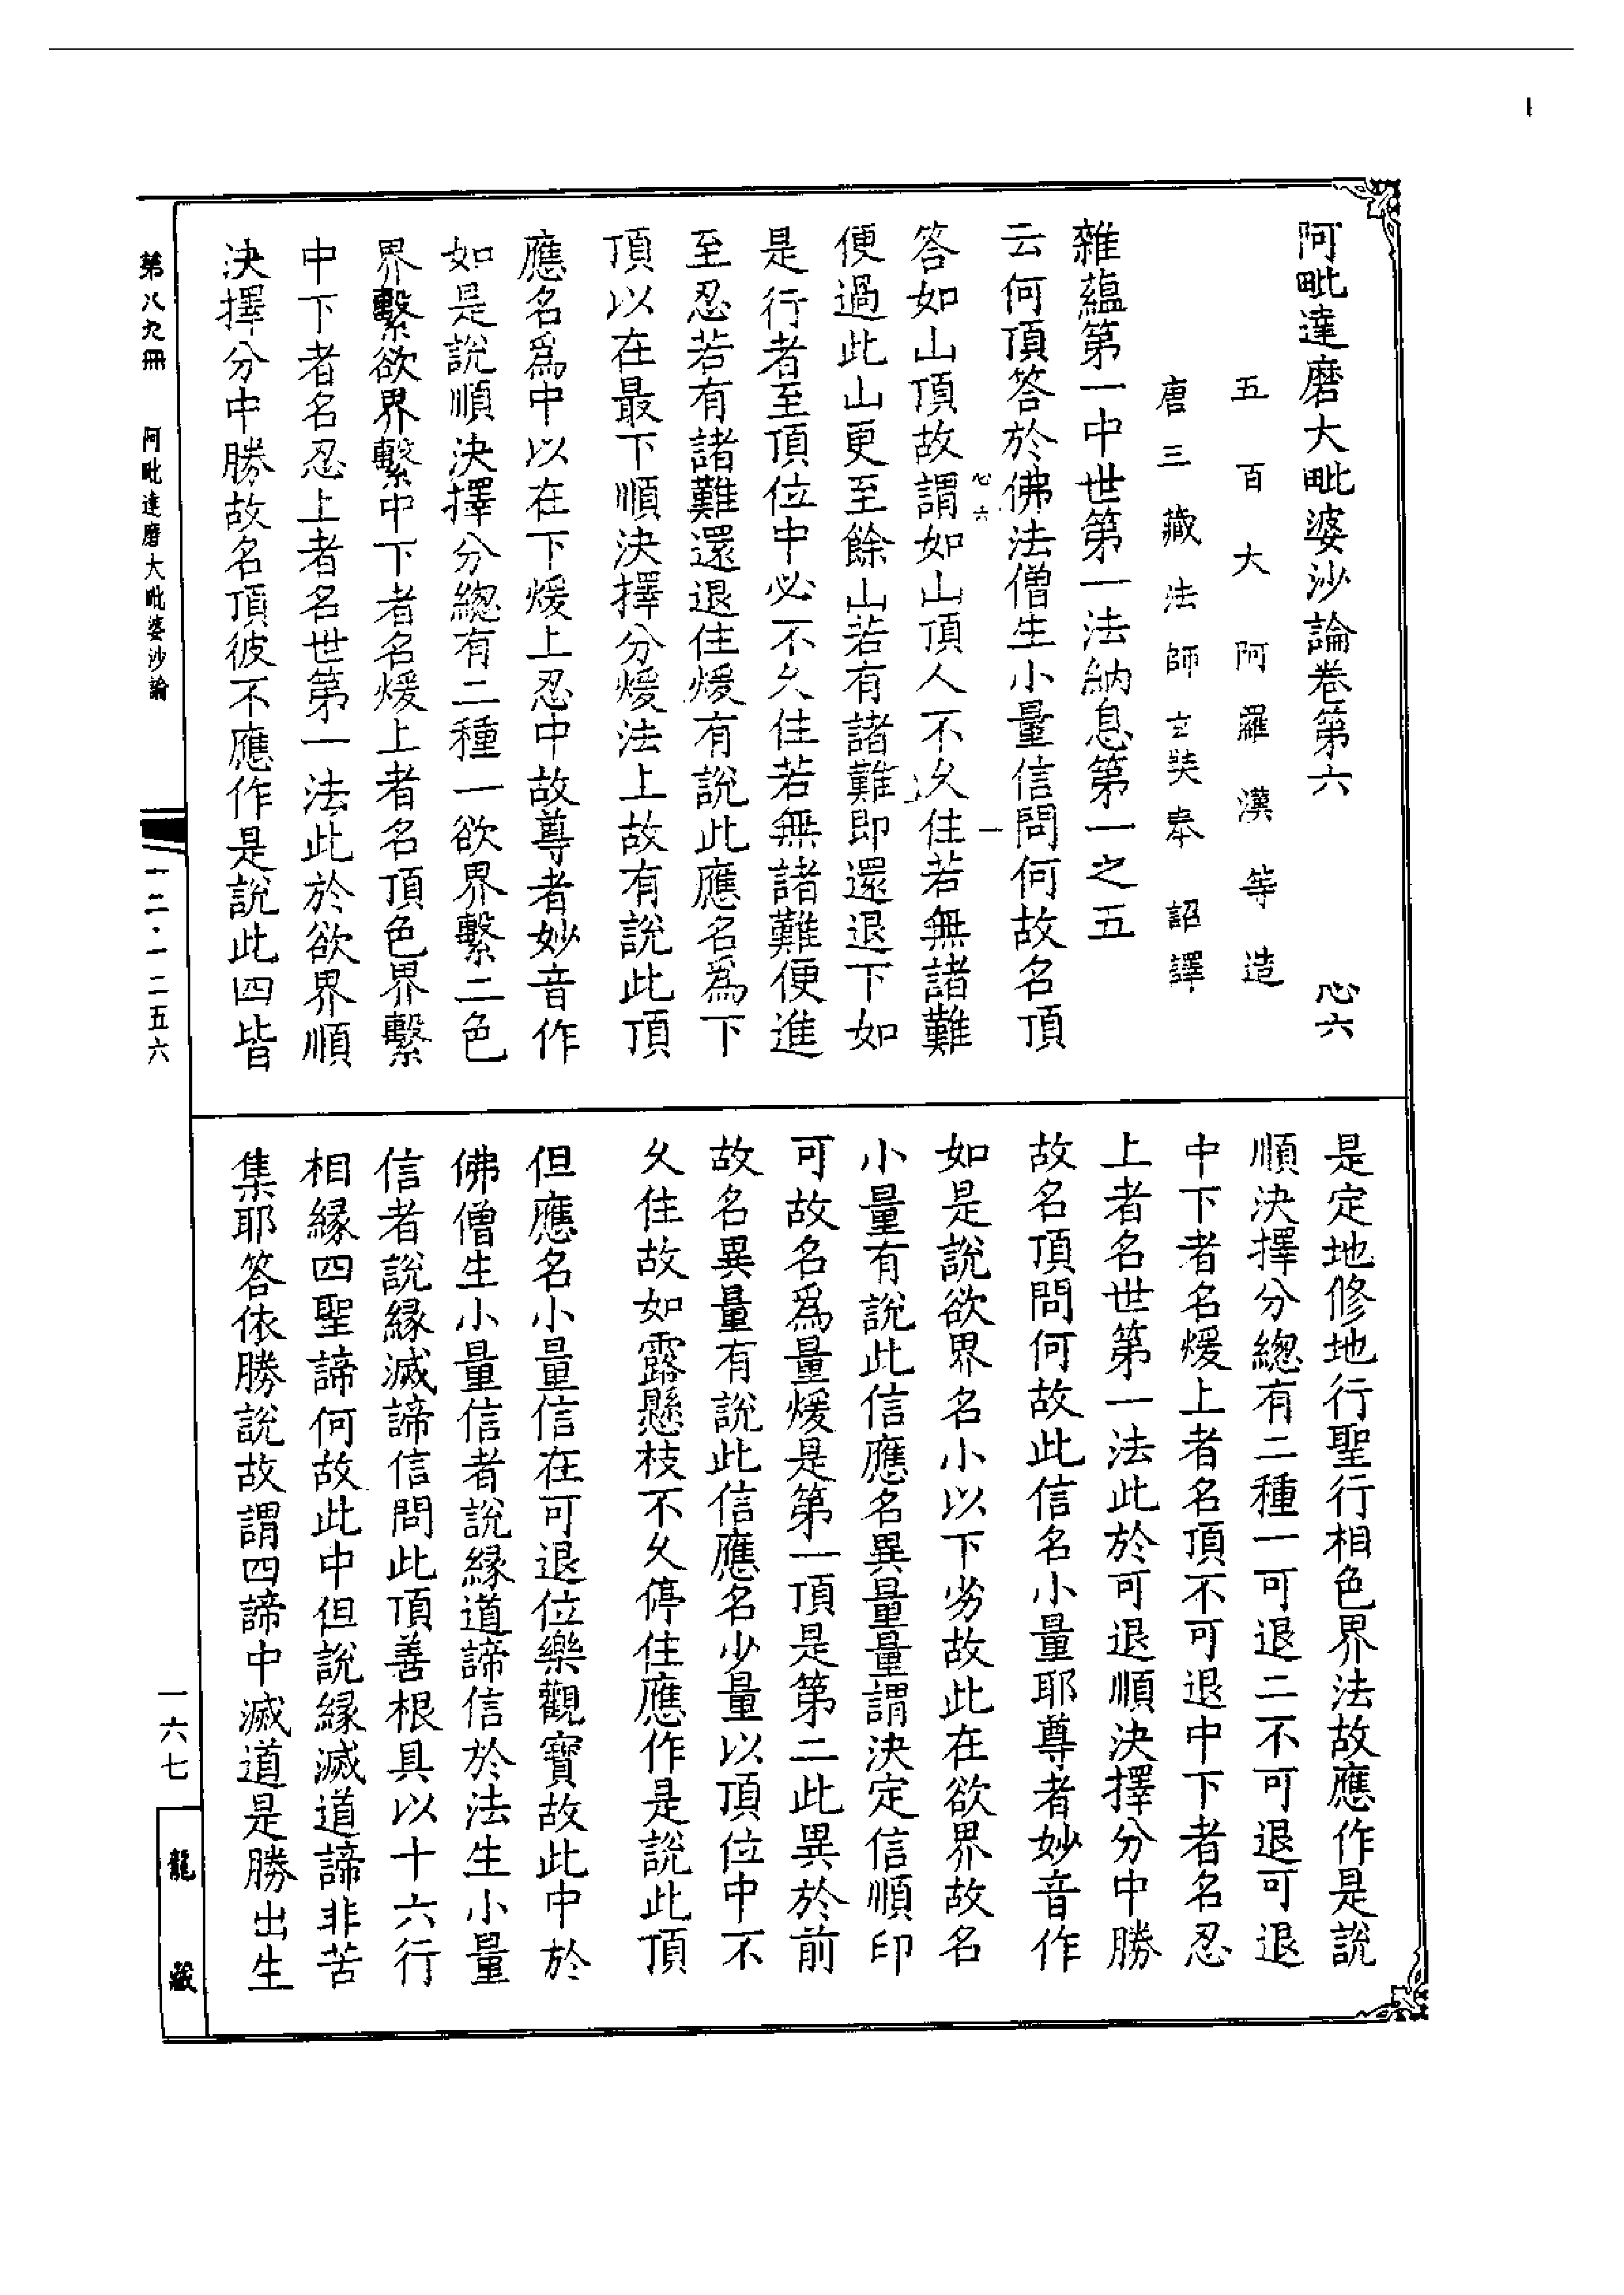 阿毗達磨大毗婆沙論卷第六 心六
五百大阿羅漢等造
唐三藏法師玄奘奉 詔譯
雜蘊第一中世第一法納息第一之五
云何頂答於佛法僧生小量信問何故名頂
心六 一
答如山頂故謂如山頂人不久住若無諸難
便過此山更至餘山若有諸難即還退下如
是行者至頂位中必不久住若無諸難便進
至忍若有諸難還退住煖有說此應名爲下
頂以在最下順決擇分煖法上故有說此頂
應名爲中以在下煖上忍中故尊者妙音作
如是說順決擇分總有二種一欲界繫二色
界繫欲界繫中下者名煖上者名頂色界繫
中下者名忍上者名世第一法此於欲界順
決擇分中勝故名頂彼不應作是說此四皆
是定地修地行聖行相色界法故應作是說
順決擇分總有二種一可退二不可退可退
中下者名煖上者名頂不可退中下者名忍
上者名世第一法此於可退順決擇分中勝
故名頂問何故此信名小量耶尊者妙音作
如是說欲界名小以下劣故此在欲界故名
小量有說此信應名異量量謂決定信順印
可故名爲量煖是第一頂是第二此異於前
故名異量有說此信應名少量以頂位中不
久住故如露懸枝不久停住應作是說此頂
但應名小量信在可退位樂觀寶故此中於
佛僧生小量信者說緣道諦信於法生小量
信者說緣滅諦信問此頂善根具以十六行
相緣四聖諦何故此中但說緣滅道諦非苦
集耶答依勝說故謂四諦中滅道是勝出生
第八九冊 阿毗達磨大毗婆沙論
一二·一二五六
一六七
龍藏